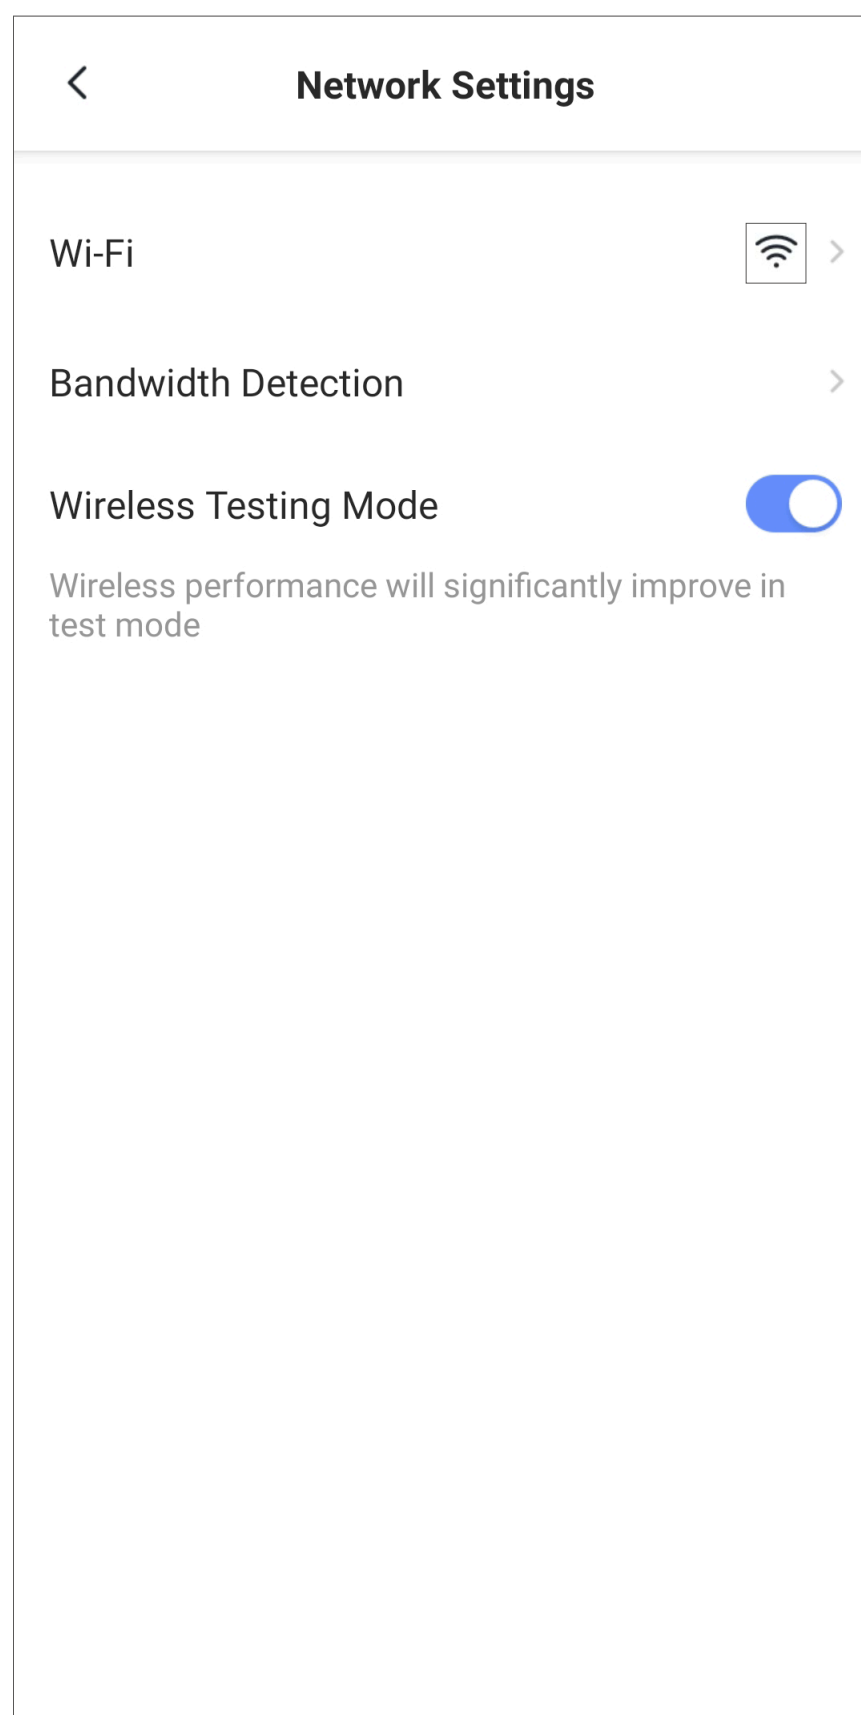 Network Settings
Wi-Fi
Bandwidth Detection
Wireless Testing Mode
Wireless performance will significantly improve in
test mode